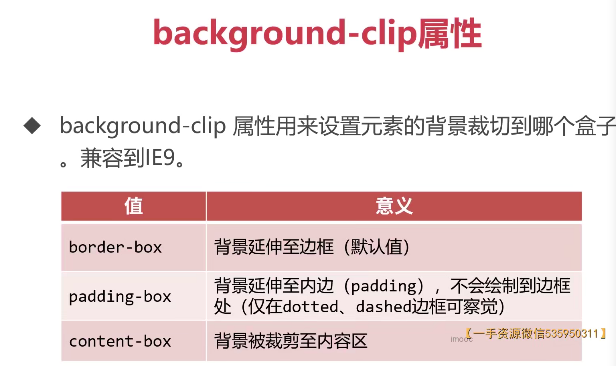 background-clip属性
◆ background-clip 属性用来设置元素的背景裁切到哪个盒子
。兼容到IE9。
值 意义
border-box 背景延伸至边框（默认值）
padding-box 背景延伸至内边（padding），不会绘制到边框
处（仅在dotted、dashed边框可察觉）
content-box 背景被裁剪至内容区
imooc
【一手资源微信535950311】